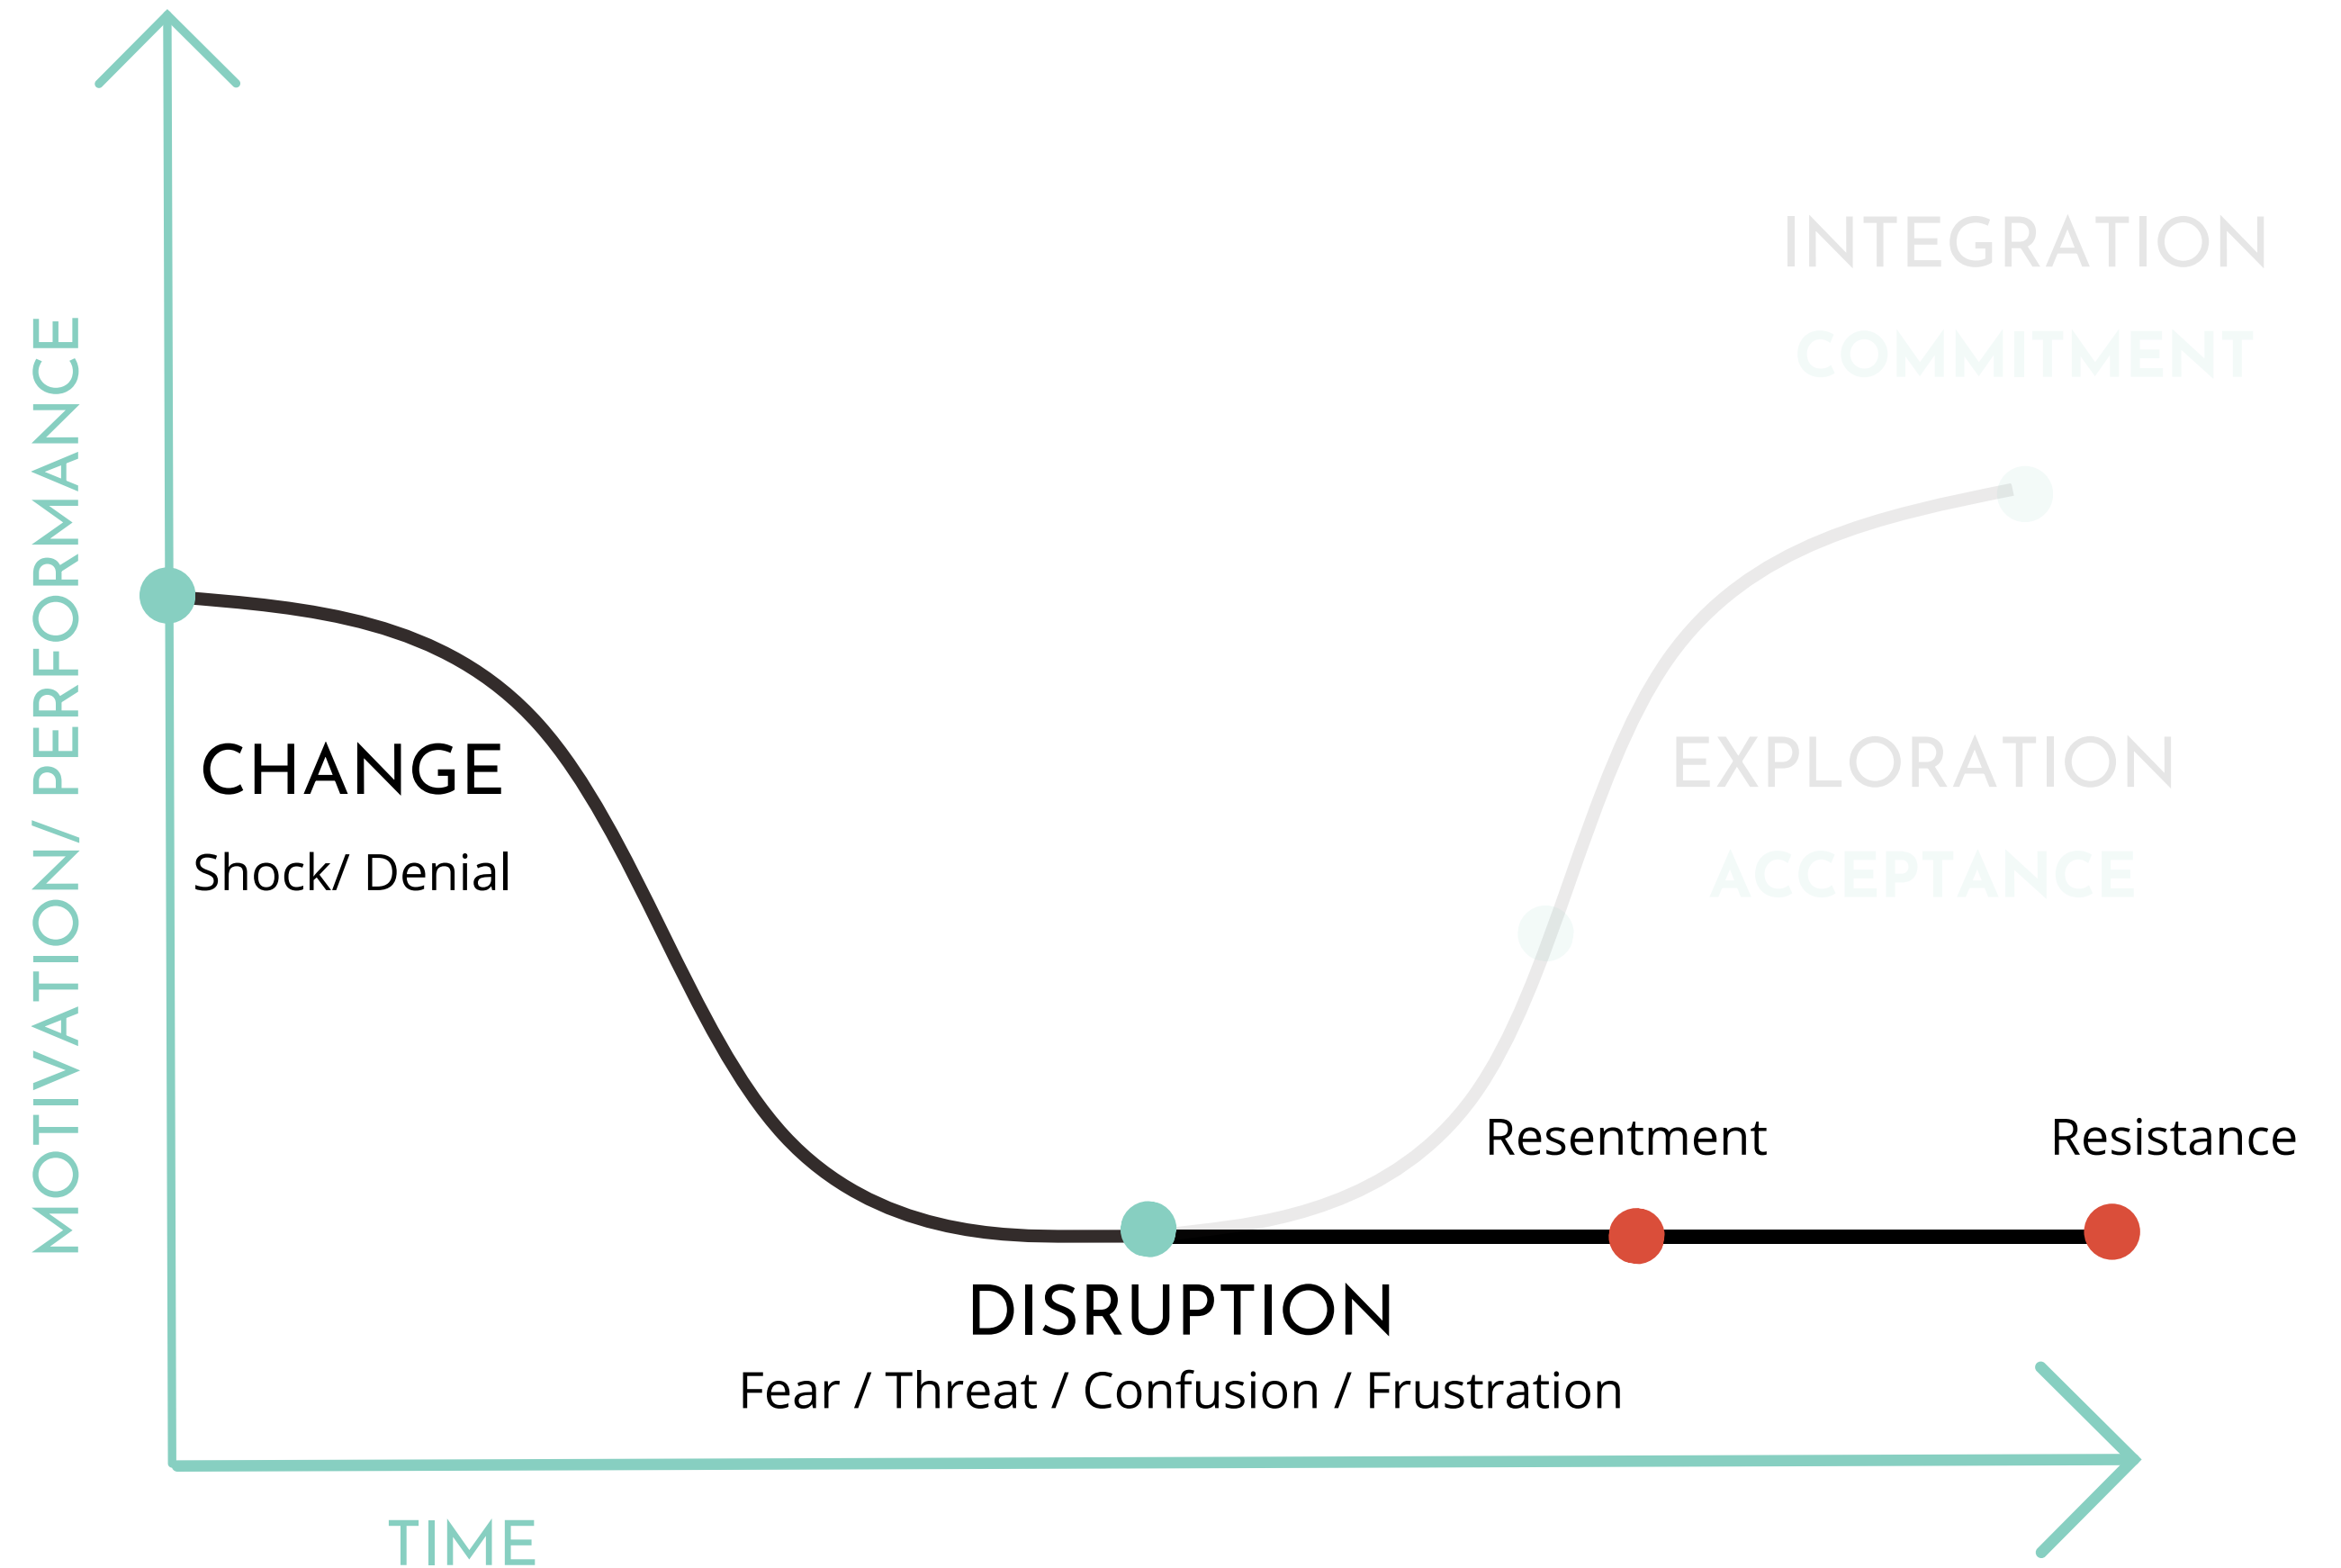 MOTIVATION/ PERFORMANCE
INTEGRATION
COMMITMENT
CHANGE
Shock/ Denial
EXPLORATION
ACCEPTANCE
Resentment
Resistance
DISRUPTION
Fear / Threat / Confusion / Frustration
TIME